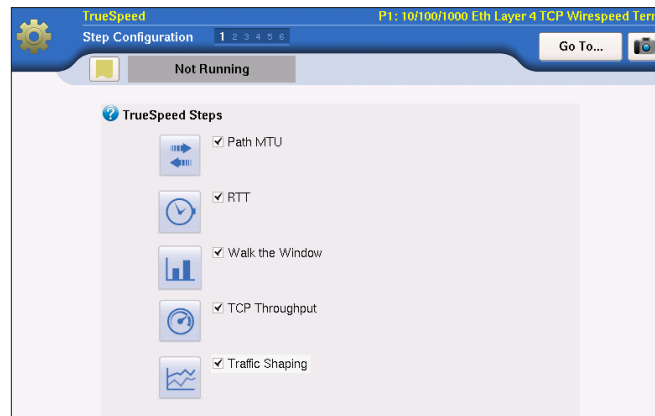 TrueSpeed
P1: 10/100/1000 Eth Layer 4 TCP Wirespeed Term
Step Configuration 1 2 3 4 5 6
Go To...
Not Running
TrueSpeed Steps
Path MTU
RTT
Walk the Window
TCP Throughput
Traffic Shaping